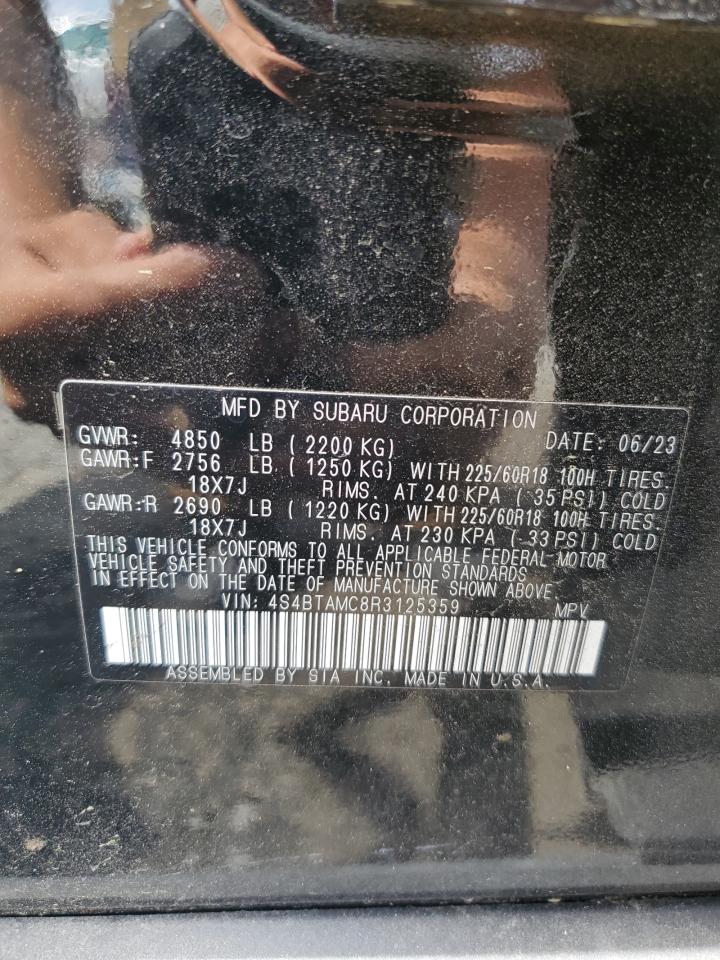 MFD BY SUBARU CORPORATION
GVWR: 4850 LB (2200 KG) DATE: 06/23
GAWR:F 2756 LB (1250 KG) WITH 225/60R18 100H TIRES.
18X7J RIMS. AT 240 KPA (35 PSI) COLD
GAWR:R 2690 LB (1220 KG) WITH 225/60R18 100H TIRES.
18X7J RIMS. AT 230 KPA (33 PSI) COLD
THIS VEHICLE CONFORMS TO ALL APPLICABLE FEDERAL MOTOR
VEHICLE SAFETY AND THEFT PREVENTION STANDARDS
IN EFFECT ON THE DATE OF MANUFACTURE SHOWN ABOVE.
VIN: 4S4BTAMC8R3125359 MPV
ASSEMBLED BY SIA INC. MADE IN U.S.A.